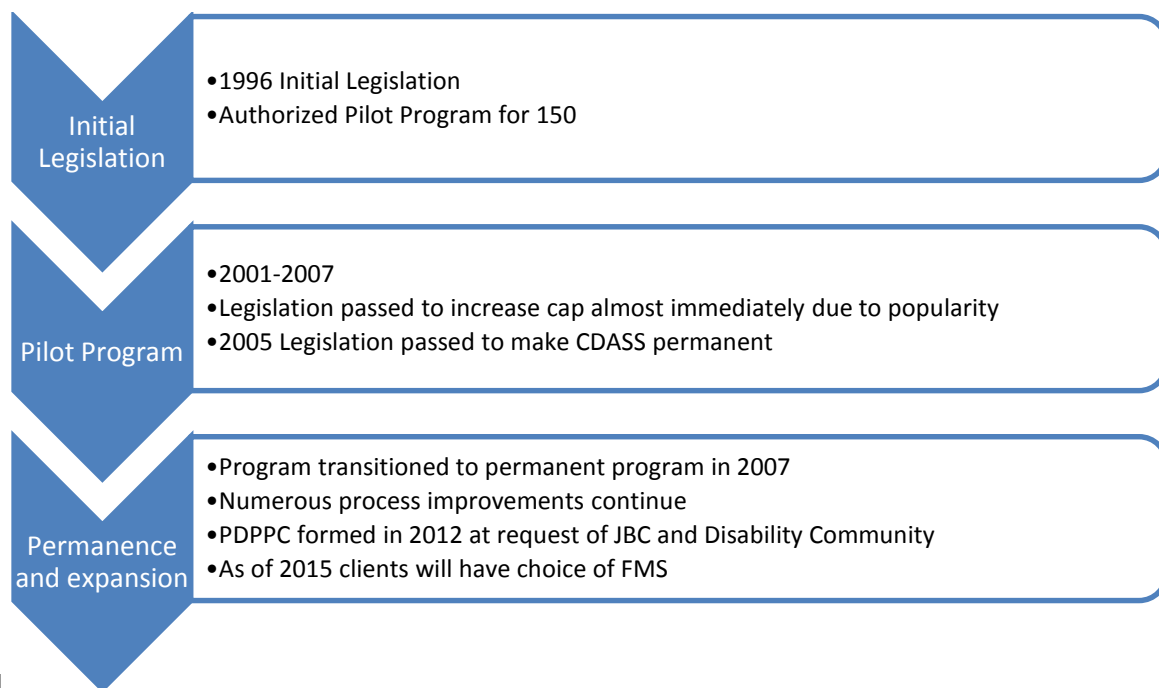 Initial
Legislation
•1996 Initial Legislation
•Authorized Pilot Program for 150
Pilot Program
•2001-2007
•Legislation passed to increase cap almost immediately due to popularity
•2005 Legislation passed to make CDASS permanent
Permanence
and expansion
•Program transitioned to permanent program in 2007
•Numerous process improvements continue
•PDPPC formed in 2012 at request of JBC and Disability Community
•As of 2015 clients will have choice of FMS